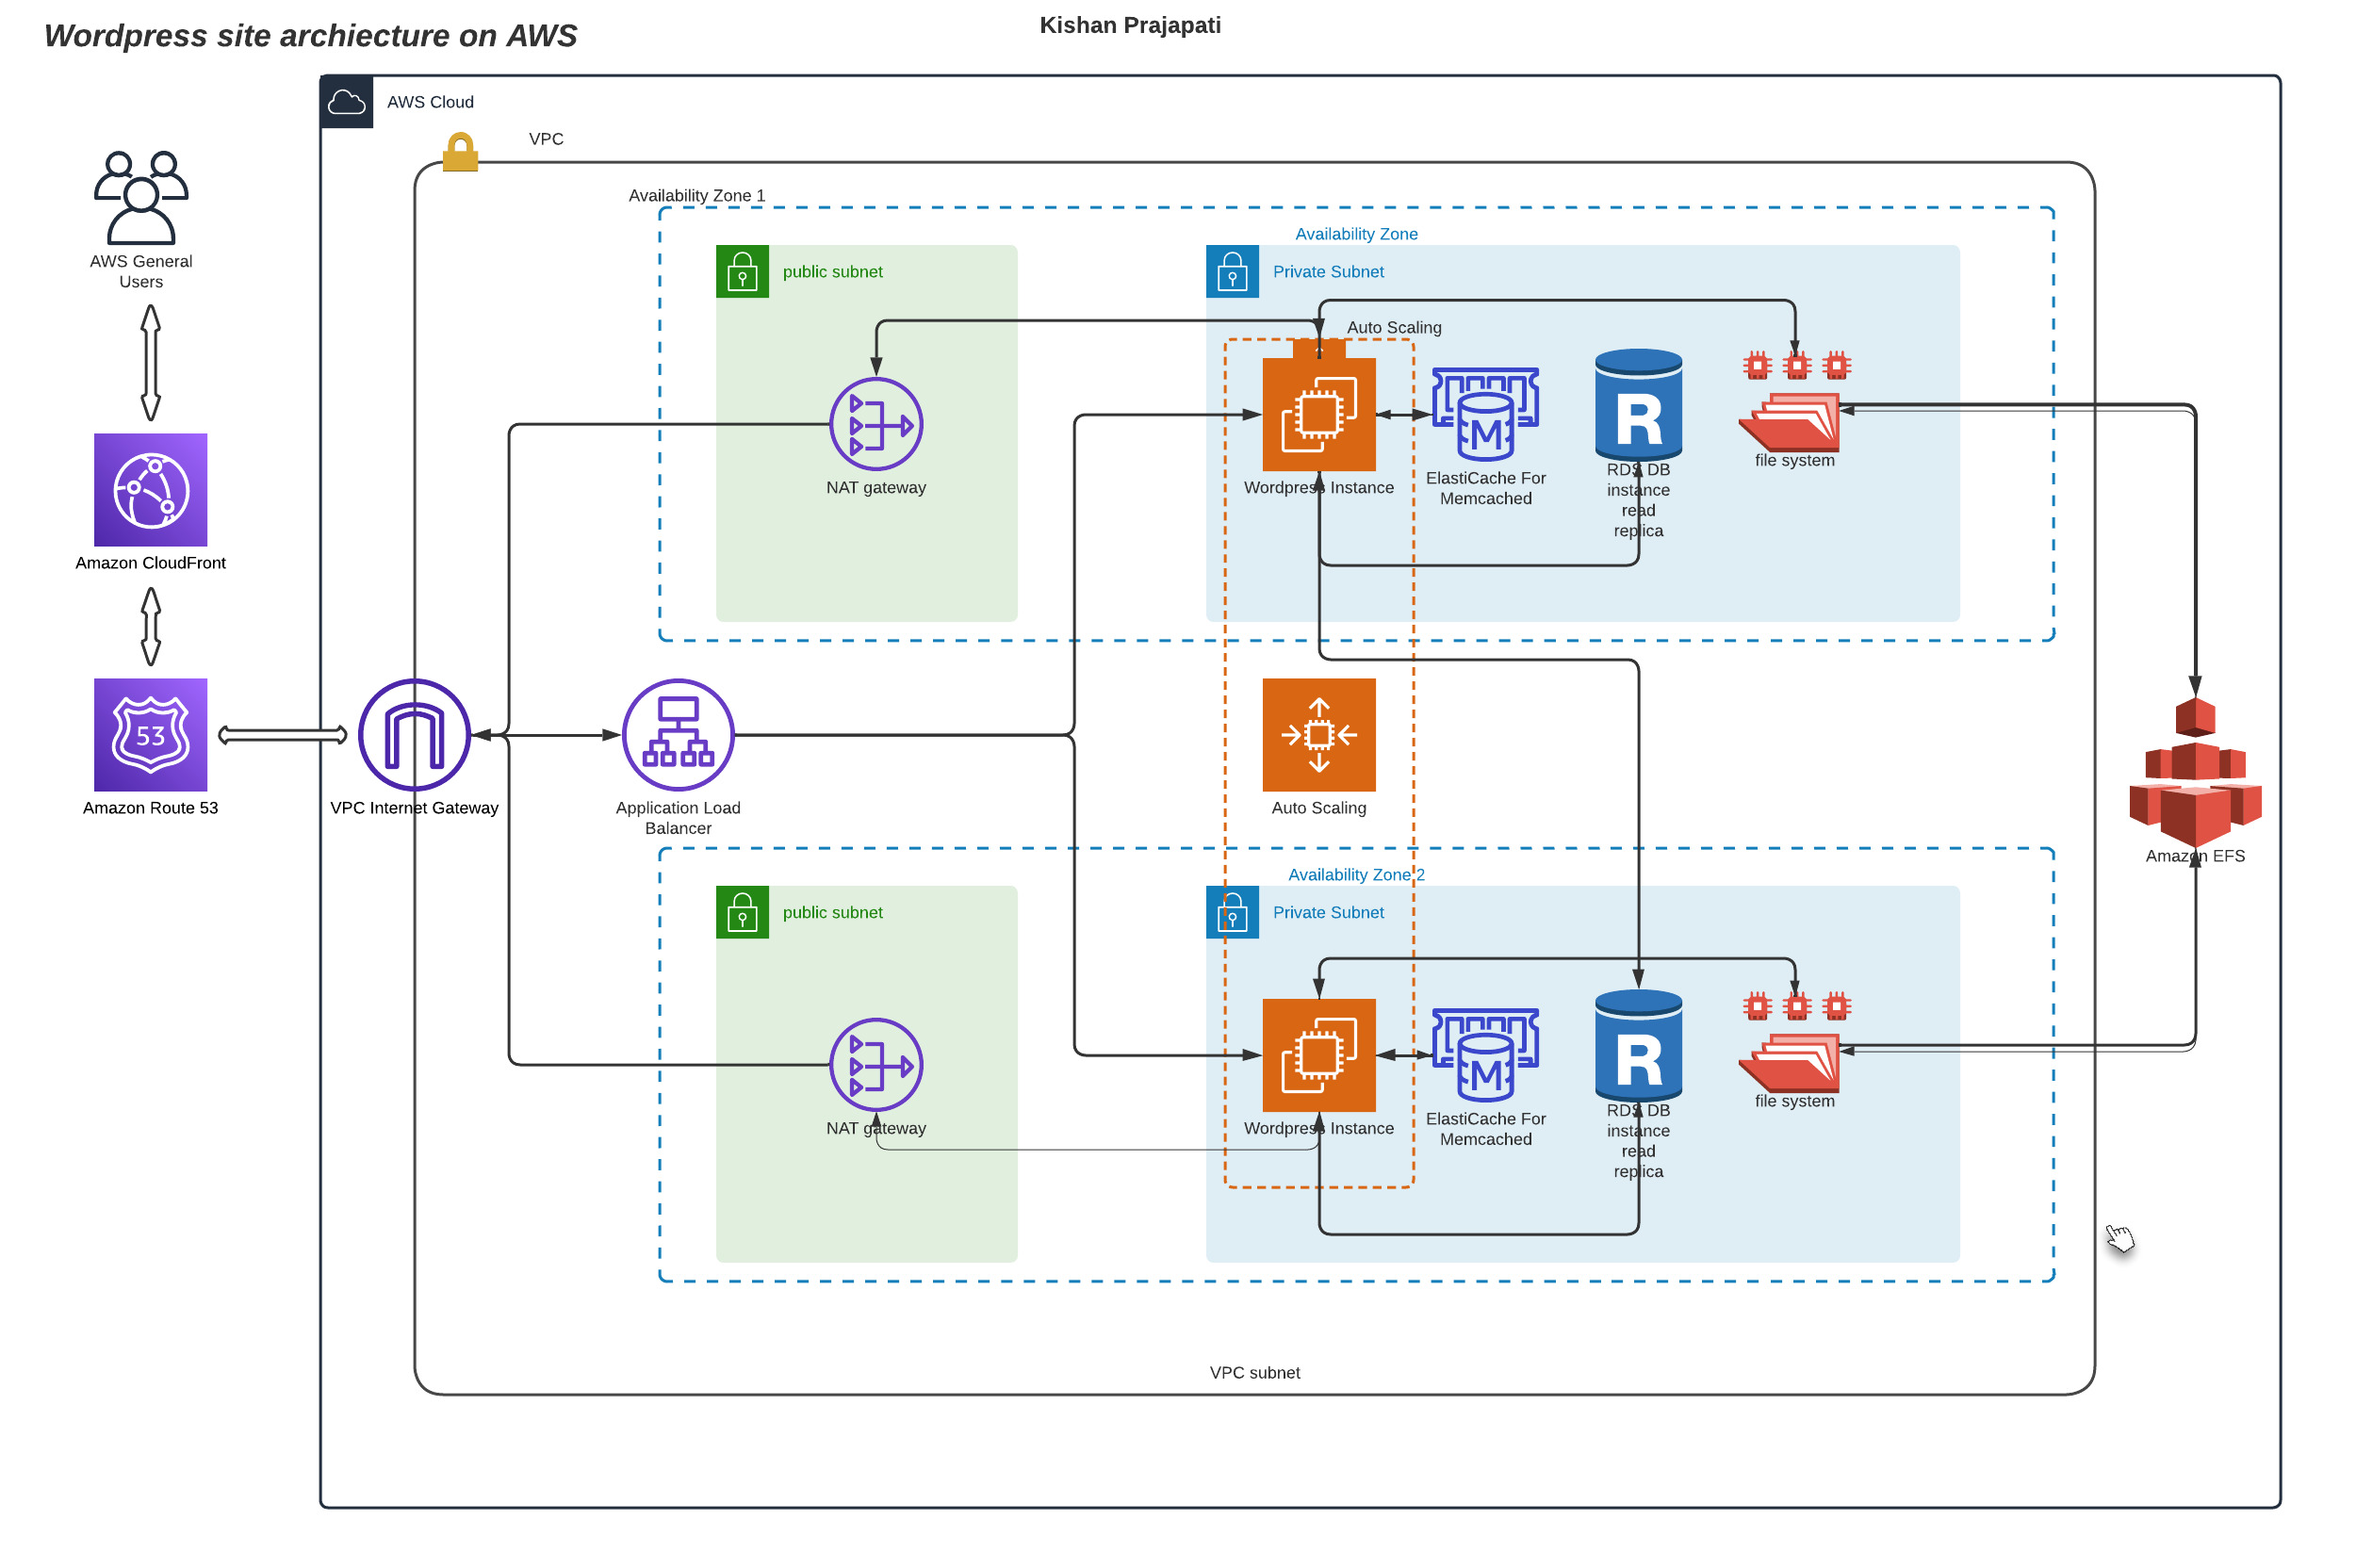 Wordpress site archiecture on AWS
Kishan Prajapati
AWS Cloud
VPC
Availability Zone 1
AWS General
Users
Availability Zone
public subnet
Private Subnet
Auto Scaling
NAT gateway
Wordpress Instance
M
ElastiCache For
Memcached
R
RDS DB
instance
read
replica
file system
Amazon CloudFront
53
Amazon Route 53
VPC Internet Gateway
Application Load
Balancer
Auto Scaling
Amazon EFS
Availability Zone 2
public subnet
Private Subnet
NAT gateway
Wordpress Instance
M
ElastiCache For
Memcached
R
RDS DB
instance
read
replica
file system
VPC subnet